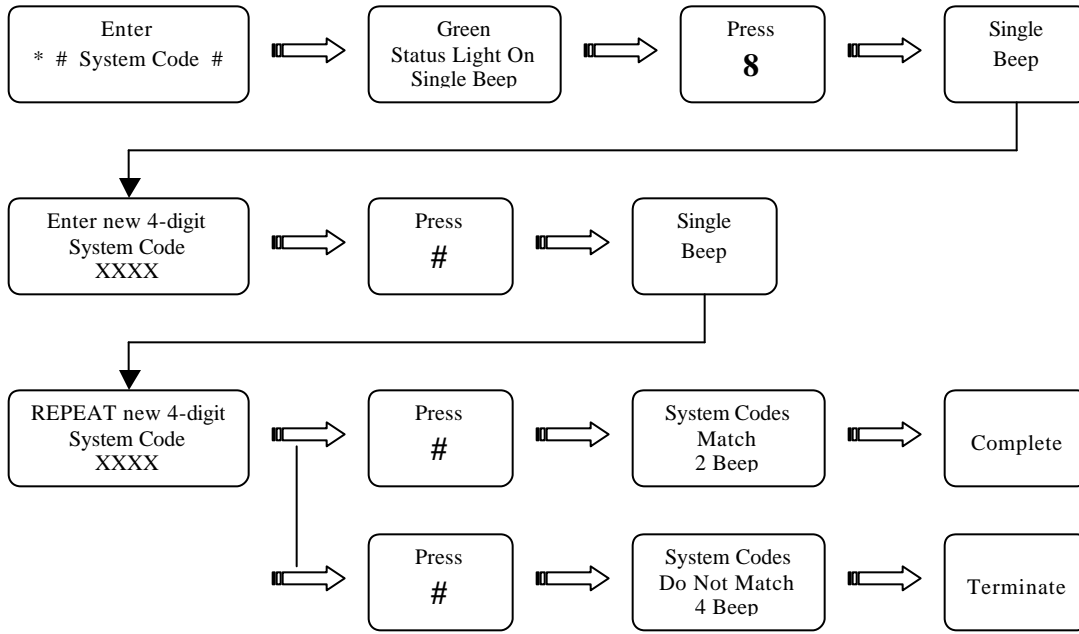 Enter
* # System Code #
Green
Status Light On
Single Beep
Press
8
Single
Beep
Enter new 4-digit
System Code
XXXX
Press
#
Single
Beep
REPEAT new 4-digit
System Code
XXXX
Press
#
System Codes
Match
2 Beep
Complete
Press
#
System Codes
Do Not Match
4 Beep
Terminate